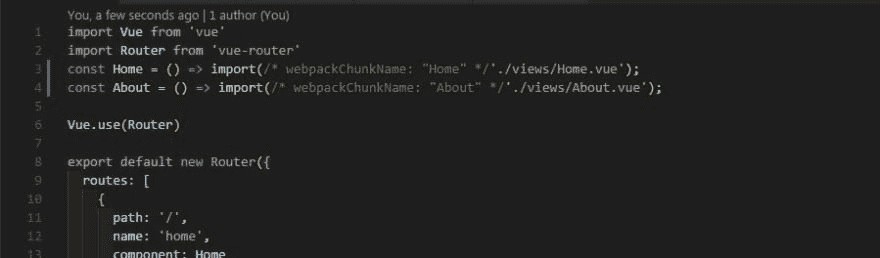 You, a few seconds ago | 1 author (You)
1 import Vue from 'vue'
2 import Router from 'vue-router'
3 const Home = () => import(/* webpackChunkName: "Home" */'./views/Home.vue');
4 const About = () => import(/* webpackChunkName: "About" */'./views/About.vue');
5
6 Vue.use(Router)
7
8 export default new Router({
9 routes: [
10 {
11 path: '/',
12 name: 'home',
13 component: Home